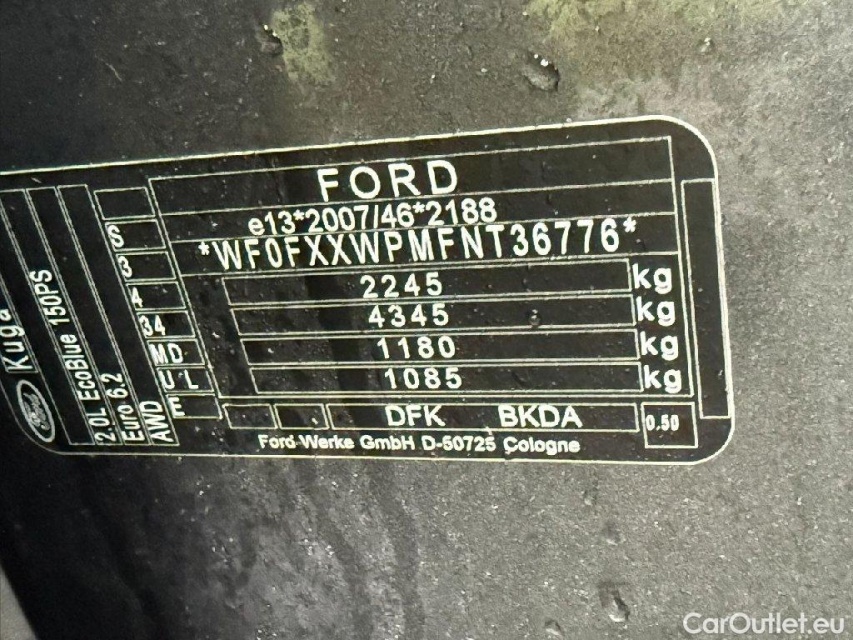 FORD
e13*2007/46*2188
*WF0FXXWPMFNT36776*
2245 kg
4345 kg
1180 kg
1085 kg
DFK BKDA 0.50
Ford-Werke GmbH D-50725 Cologne
S
3
4
34
MD
U L
E
Ford Kuga
2.0L EcoBlue 150PS
Euro 6.2
AWD
CarOutlet.eu